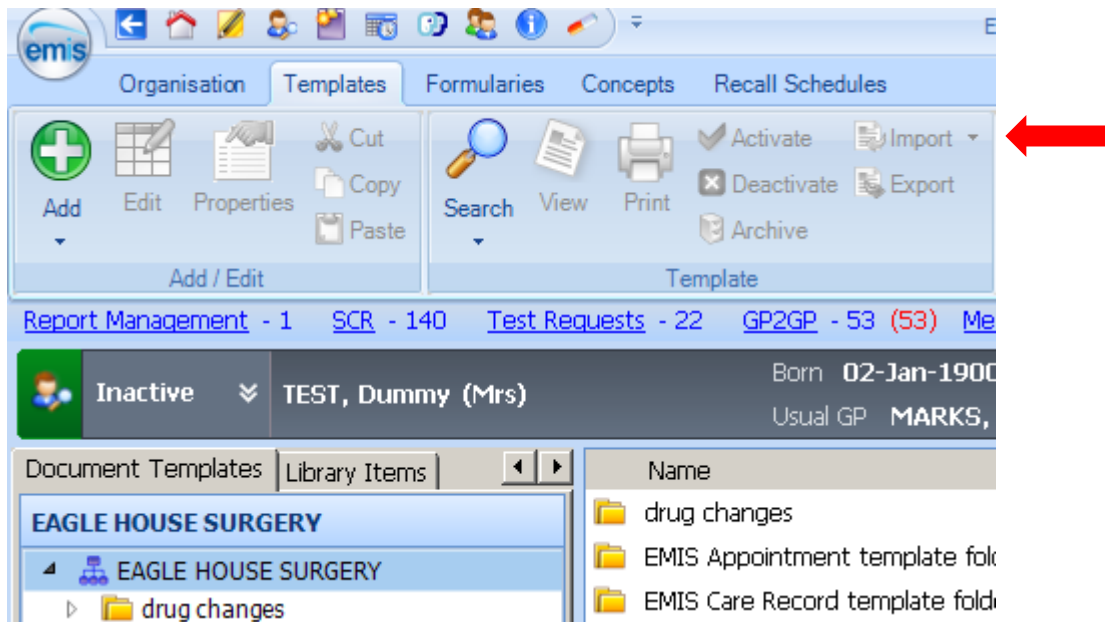 emis
E
Organisation Templates Formularies Concepts Recall Schedules
Add Edit Properties Cut Copy Paste
Search View Print Activate Deactivate Archive Import Export
Add / Edit Template
Report Management - 1 SCR - 140 Test Requests - 22 GP2GP - 53 (53) Me
Inactive TEST, Dummy (Mrs) Born 02-Jan-1900
Usual GP MARKS,
Document Templates Library Items Name
EAGLE HOUSE SURGERY drug changes
EAGLE HOUSE SURGERY EMIS Appointment template fold
drug changes EMIS Care Record template fold